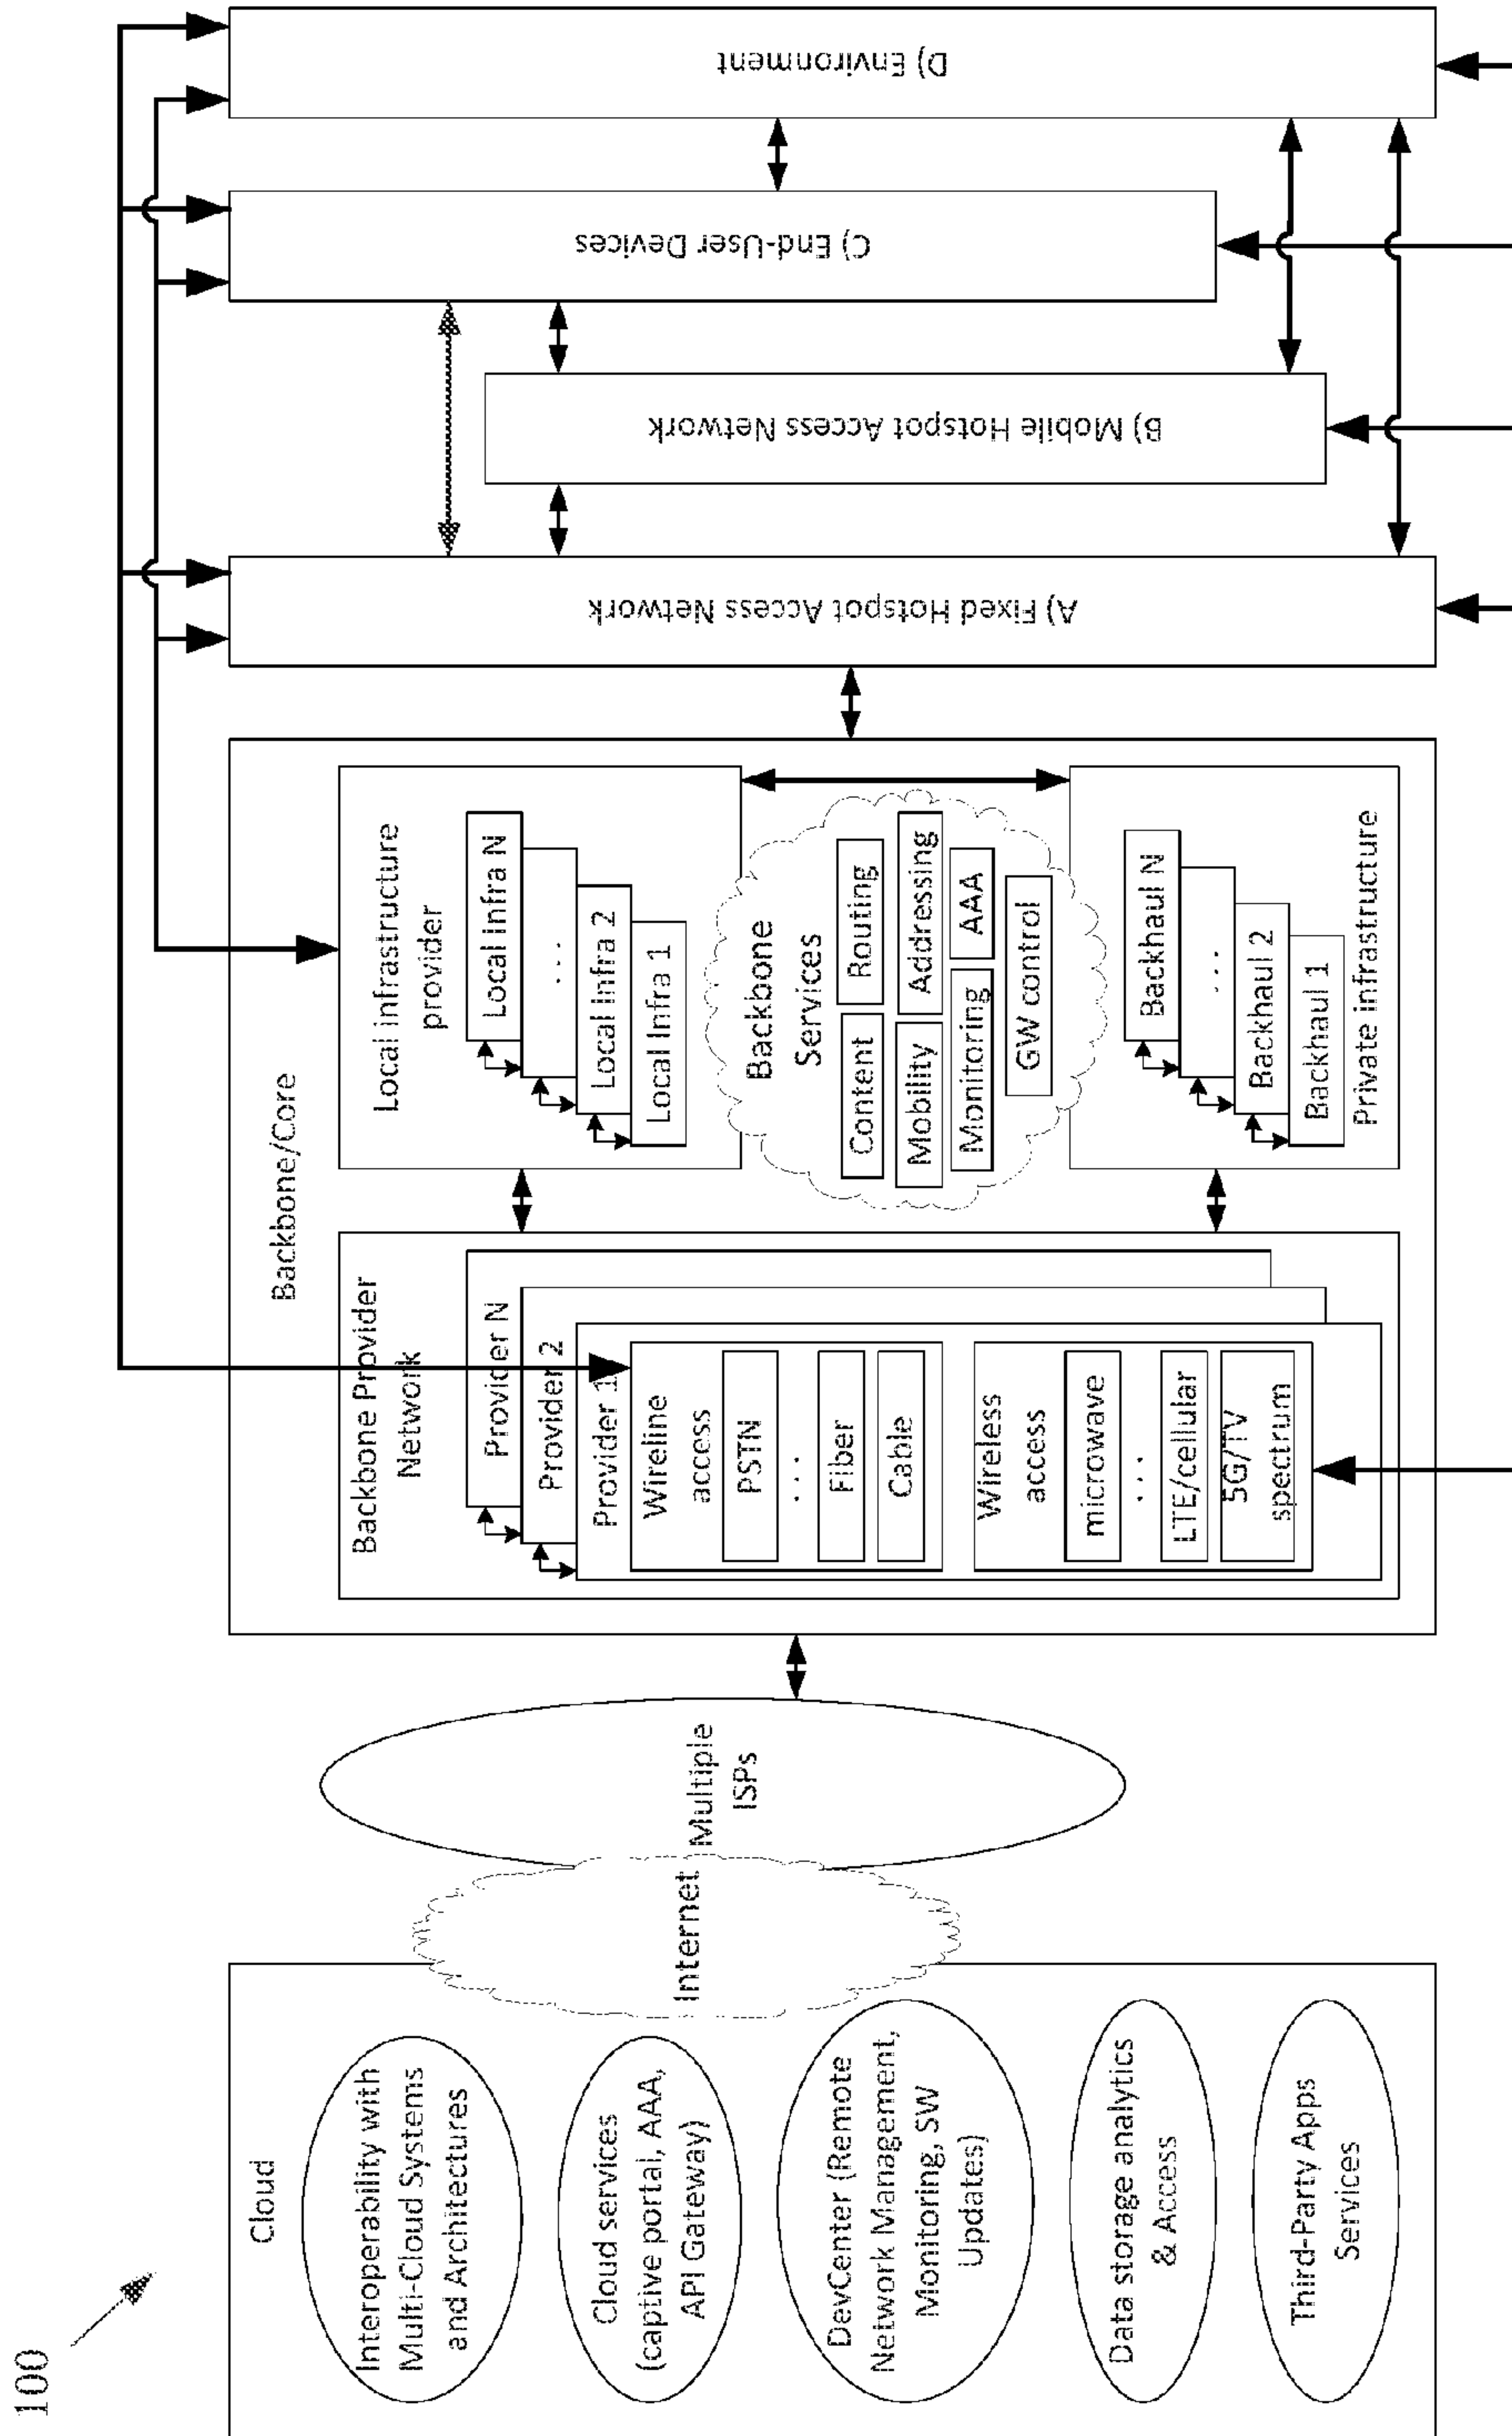 100
Cloud
Interoperability with
Multi-Cloud Systems
and Architectures
Cloud services
(captive portal, AAA,
API Gateway)
DevCenter (Remote
Network Management,
Monitoring, SW
Updates)
Data storage analytics
& Access
Third-Party Apps
Services
Internet
Multiple
ISPs
Backbone/Core
Backbone Provider
Network
Provider N
Provider 2
Provider 1
Wireline
access
PSTN
...
Fiber
Cable
Wireless
access
microwave
...
LTE/cellular
5G/TV
spectrum
Local infrastructure
provider
Local infra N
...
Local Infra 2
Local Infra 1
Backbone
Services
Content
Routing
Mobility
Addressing
Monitoring
AAA
GW control
Backhaul N
...
Backhaul 2
Backhaul 1
Private infrastructure
A) Fixed Hotspot Access Network
B) Mobile Hotspot Access Network
C) End-User Devices
D) Environment